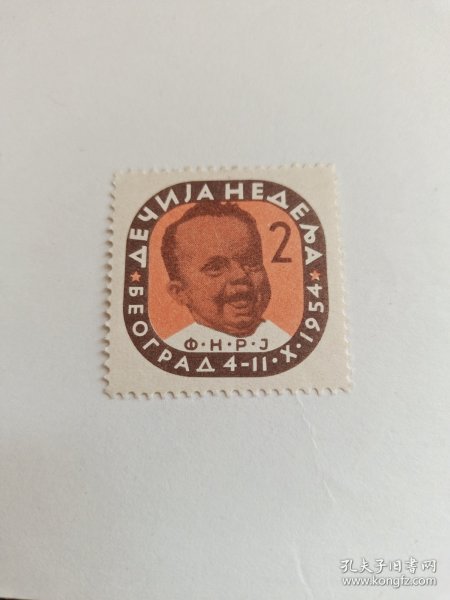 ДЕЧИЈА НЕДЕЉА
2
Ф·Н·Р·Ј
★ БЕОГРАД 4-11·X·1954 ★
孔夫子旧书网
www.kongfz.com